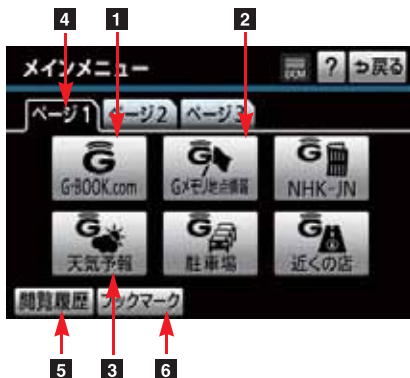 4 1 2
メインメニュー DCM ? 戻る
ページ1 ページ2 ページ3
G G G
G-BOOK.com Gメモリ地点情報 NHK-JN
G G G
天気予報 駐車場 近くの店
閲覧履歴 ブックマーク
5 3 6